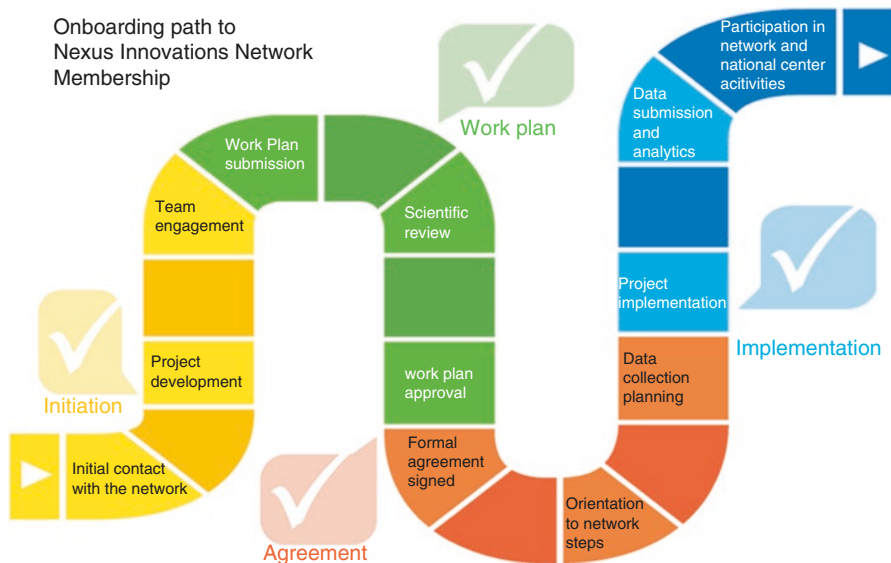 Onboarding path to
Nexus Innovations Network
Membership
Initiation
Initial contact
with the network
Project
development
Team
engagement
Work plan
Work Plan
submission
Scientific
review
work plan
approval
Agreement
Formal
agreement
signed
Orientation
to network
steps
Data
collection
planning
Implementation
Project
implementation
Data
submission
and
analytics
Participation in
network and
national center
acitivities